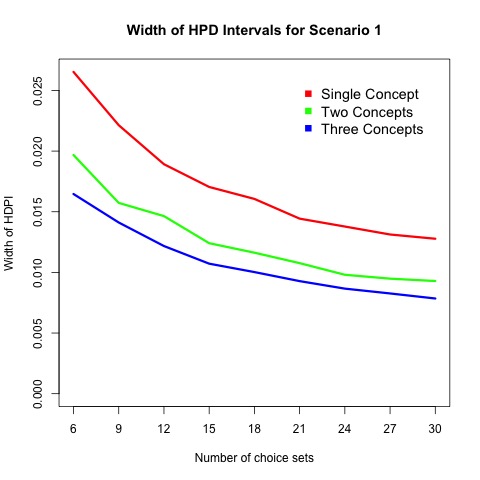 Width of HPD Intervals for Scenario 1
Single Concept
Two Concepts
Three Concepts
0.025
0.020
0.015
0.010
0.005
0.000
Width of HDPI
6 9 12 15 18 21 24 27 30
Number of choice sets